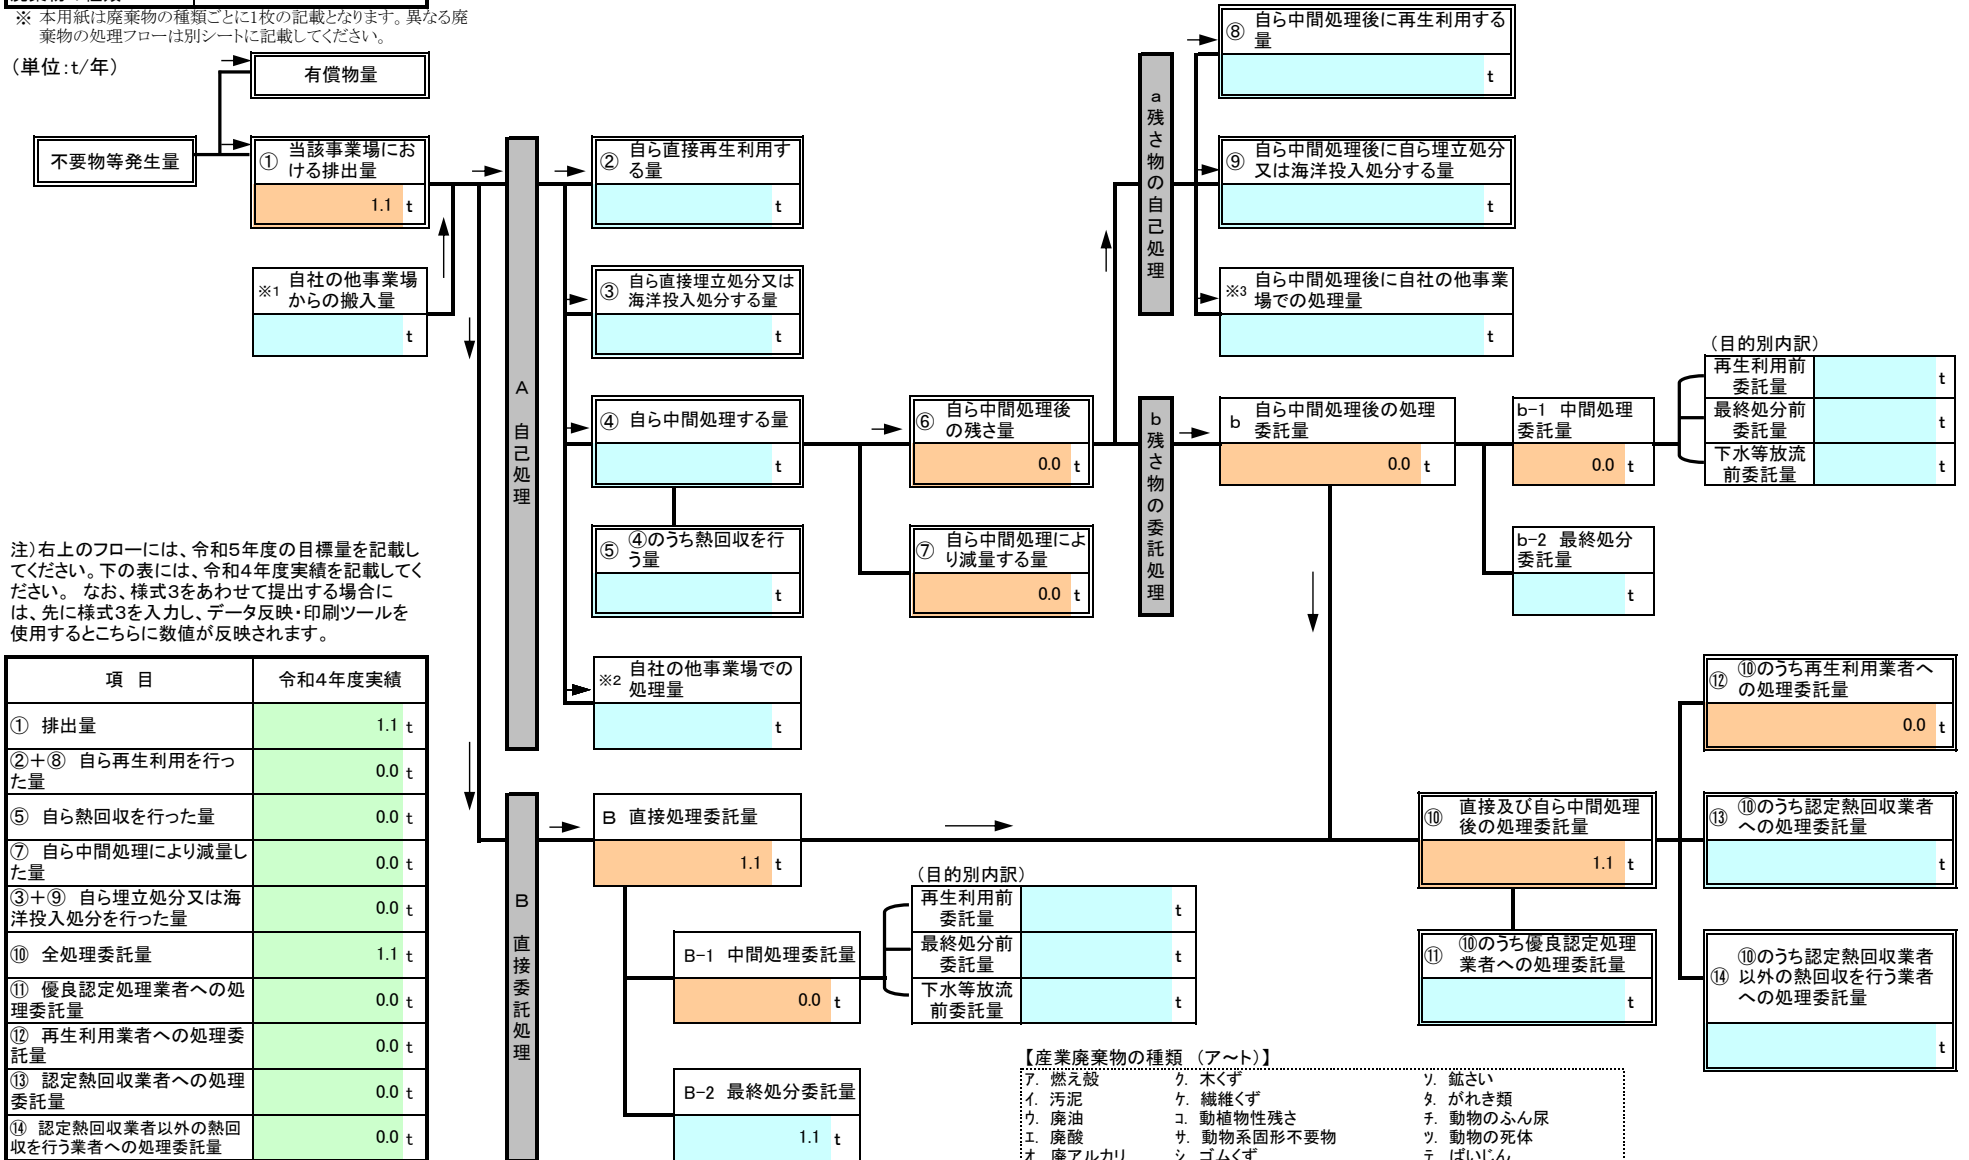 ※ 本用紙は廃棄物の種類ごとに1枚の記載となります。異なる廃
棄物の処理フローは別シートに記載してください。
（単位:t/年）
有償物量
不要物等発生量
① 当該事業場にお
ける排出量
1.1 t
※1 自社の他事業場
からの搬入量
t
A 自己処理
② 自ら直接再生利用す
る量
t
③ 自ら直接埋立処分又は
海洋投入処分する量
t
④ 自ら中間処理する量
t
⑤ ④のうち熱回収を行
う量
t
※2 自社の他事業場での
処理量
t
⑥ 自ら中間処理後
の残さ量
0.0 t
⑦ 自ら中間処理によ
り減量する量
0.0 t
a 残さ物の自己処理
⑧ 自ら中間処理後に再生利用する
量
t
⑨ 自ら中間処理後に自ら埋立処分
又は海洋投入処分する量
t
※3 自ら中間処理後に自社の他事業
場での処理量
t
b 残さ物の委託処理
b 自ら中間処理後の処理
委託量
0.0 t
b-1 中間処理
委託量
0.0 t
b-2 最終処分
委託量
t
（目的別内訳）
再生利用前
委託量
t
最終処分前
委託量
t
下水等放流
前委託量
t
注）右上のフローには、令和5年度の目標量を記載し
てください。下の表には、令和4年度実績を記載してく
ださい。 なお、様式3をあわせて提出する場合に
は、先に様式3を入力し、データ反映・印刷ツールを
使用するとこちらに数値が反映されます。
項 目 令和4年度実績
① 排出量 1.1 t
②＋⑧ 自ら再生利用を行っ
た量 0.0 t
⑤ 自ら熱回収を行った量 0.0 t
⑦ 自ら中間処理により減量し
た量 0.0 t
③＋⑨ 自ら埋立処分又は海
洋投入処分を行った量 0.0 t
⑩ 全処理委託量 1.1 t
⑪ 優良認定処理業者への処
理委託量 0.0 t
⑫ 再生利用業者への処理委
託量 0.0 t
⑬ 認定熱回収業者への処理
委託量 0.0 t
⑭ 認定熱回収業者以外の熱回
収を行う業者への処理委託量 0.0 t
B 直接委託処理
B 直接処理委託量
1.1 t
B-1 中間処理委託量
0.0 t
B-2 最終処分委託量
1.1 t
（目的別内訳）
再生利用前
委託量
t
最終処分前
委託量
t
下水等放流
前委託量
t
⑩ 直接及び自ら中間処理
後の処理委託量
1.1 t
⑪ ⑩のうち優良認定処理
業者への処理委託量
t
⑫ ⑩のうち再生利用業者へ
の処理委託量
0.0 t
⑬ ⑩のうち認定熱回収業者
への処理委託量
t
⑭ ⑩のうち認定熱回収業者
以外の熱回収を行う業者
への処理委託量
t
【産業廃棄物の種類 （ア～ト）】
ア. 燃え殻 ク. 木くず ソ. 鉱さい
イ. 汚泥 ケ. 繊維くず タ. がれき類
ウ. 廃油 コ. 動植物性残さ チ. 動物のふん尿
エ. 廃酸 サ. 動物系固形不要物 ツ. 動物の死体
オ. 廃アルカリ シ. ゴムくず テ. ばいじん